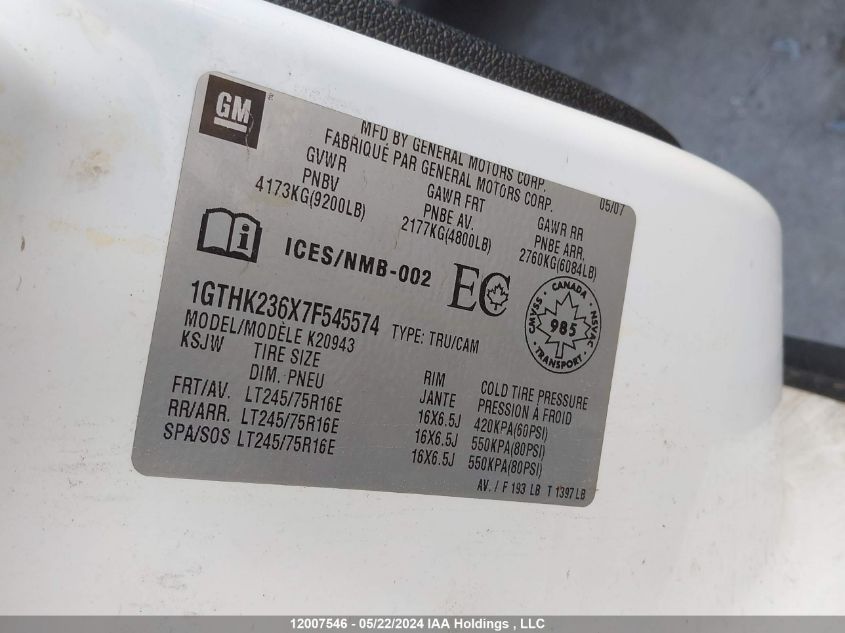 GM
MFD BY GENERAL MOTORS CORP.
FABRIQUÉ PAR GENERAL MOTORS CORP.
05/07
GVWR
PNBV
4173KG(9200LB)
GAWR FRT
PNBE AV.
2177KG(4800LB)
GAWR RR
PNBE ARR.
2760KG(6084LB)
ICES/NMB-002
EC
CANADA
CMVSS
985
NSVAC
TRANSPORT
1GTHK236X7F545574
TYPE: TRU/CAM
MODEL/MODÈLE K20943
KSJW
TIRE SIZE
DIM. PNEU
RIM
JANTE
COLD TIRE PRESSURE
PRESSION À FROID
FRT/AV. LT245/75R16E 16X6.5J 420KPA(60PSI)
RR/ARR. LT245/75R16E 16X6.5J 550KPA(80PSI)
SPA/SOS LT245/75R16E 16X6.5J 550KPA(80PSI)
AV. / F 193 LB T 1397 LB
12007546 - 05/22/2024 IAA Holdings , LLC